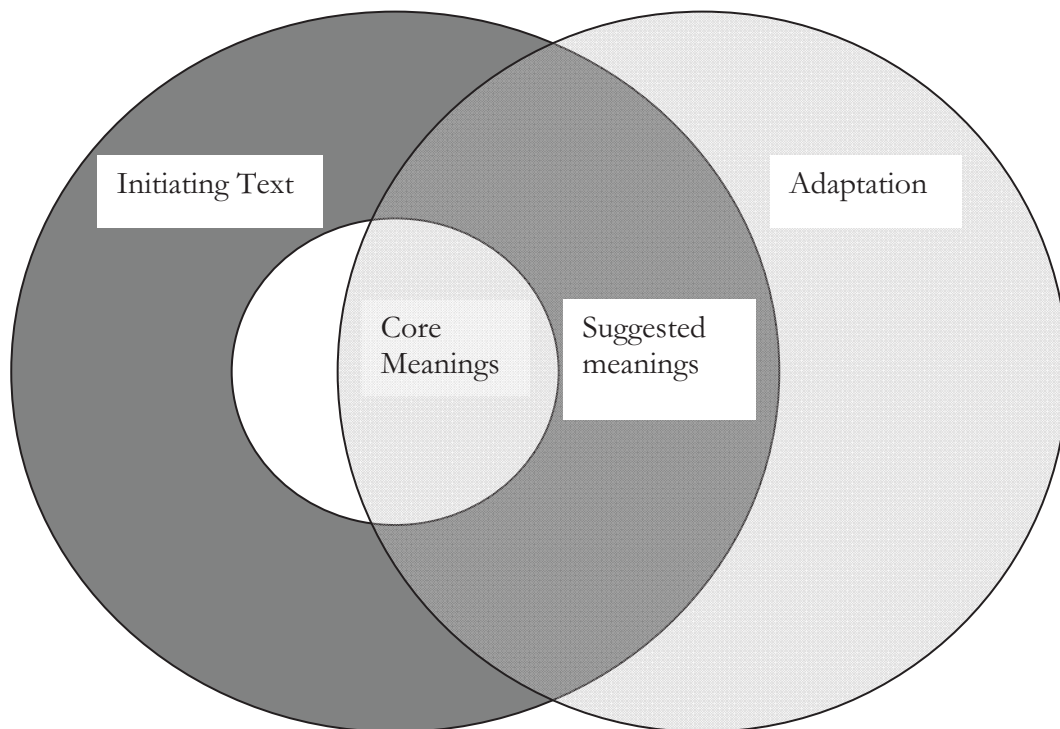 Initiating Text
Adaptation
Core
Meanings
Suggested
meanings